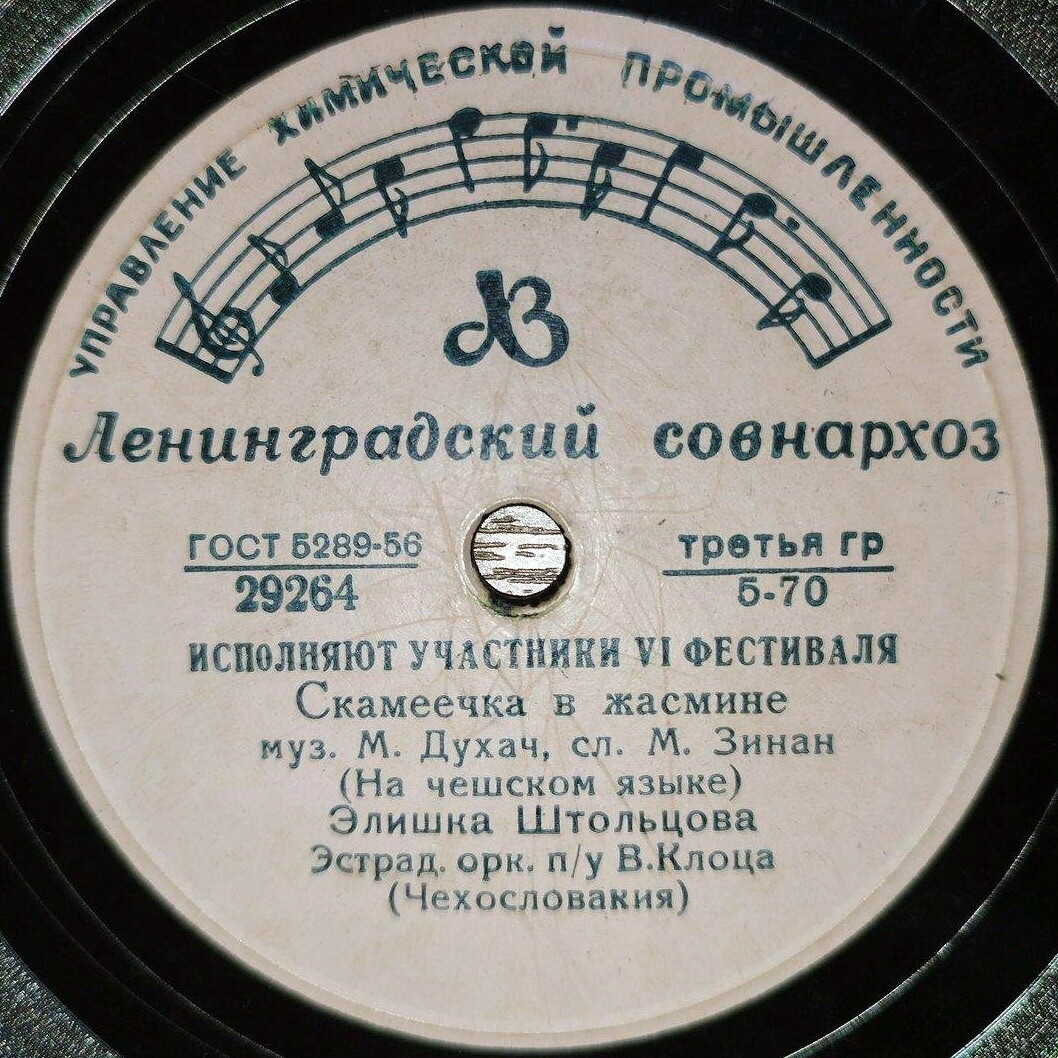 УПРАВЛЕНИЕ ХИМИЧЕСКОЙ ПРОМЫШЛЕННОСТИ
ЛЗ
Ленинградский совнархоз
ГОСТ 5289-56 третья гр
29264 5-70
ИСПОЛНЯЮТ УЧАСТНИКИ VI ФЕСТИВАЛЯ
Скамеечка в жасмине
муз. М. Духач, сл. М. Зинан
(На чешском языке)
Элишка Штольцова
Эстрад. орк. п/у В.Клоца
(Чехословакия)